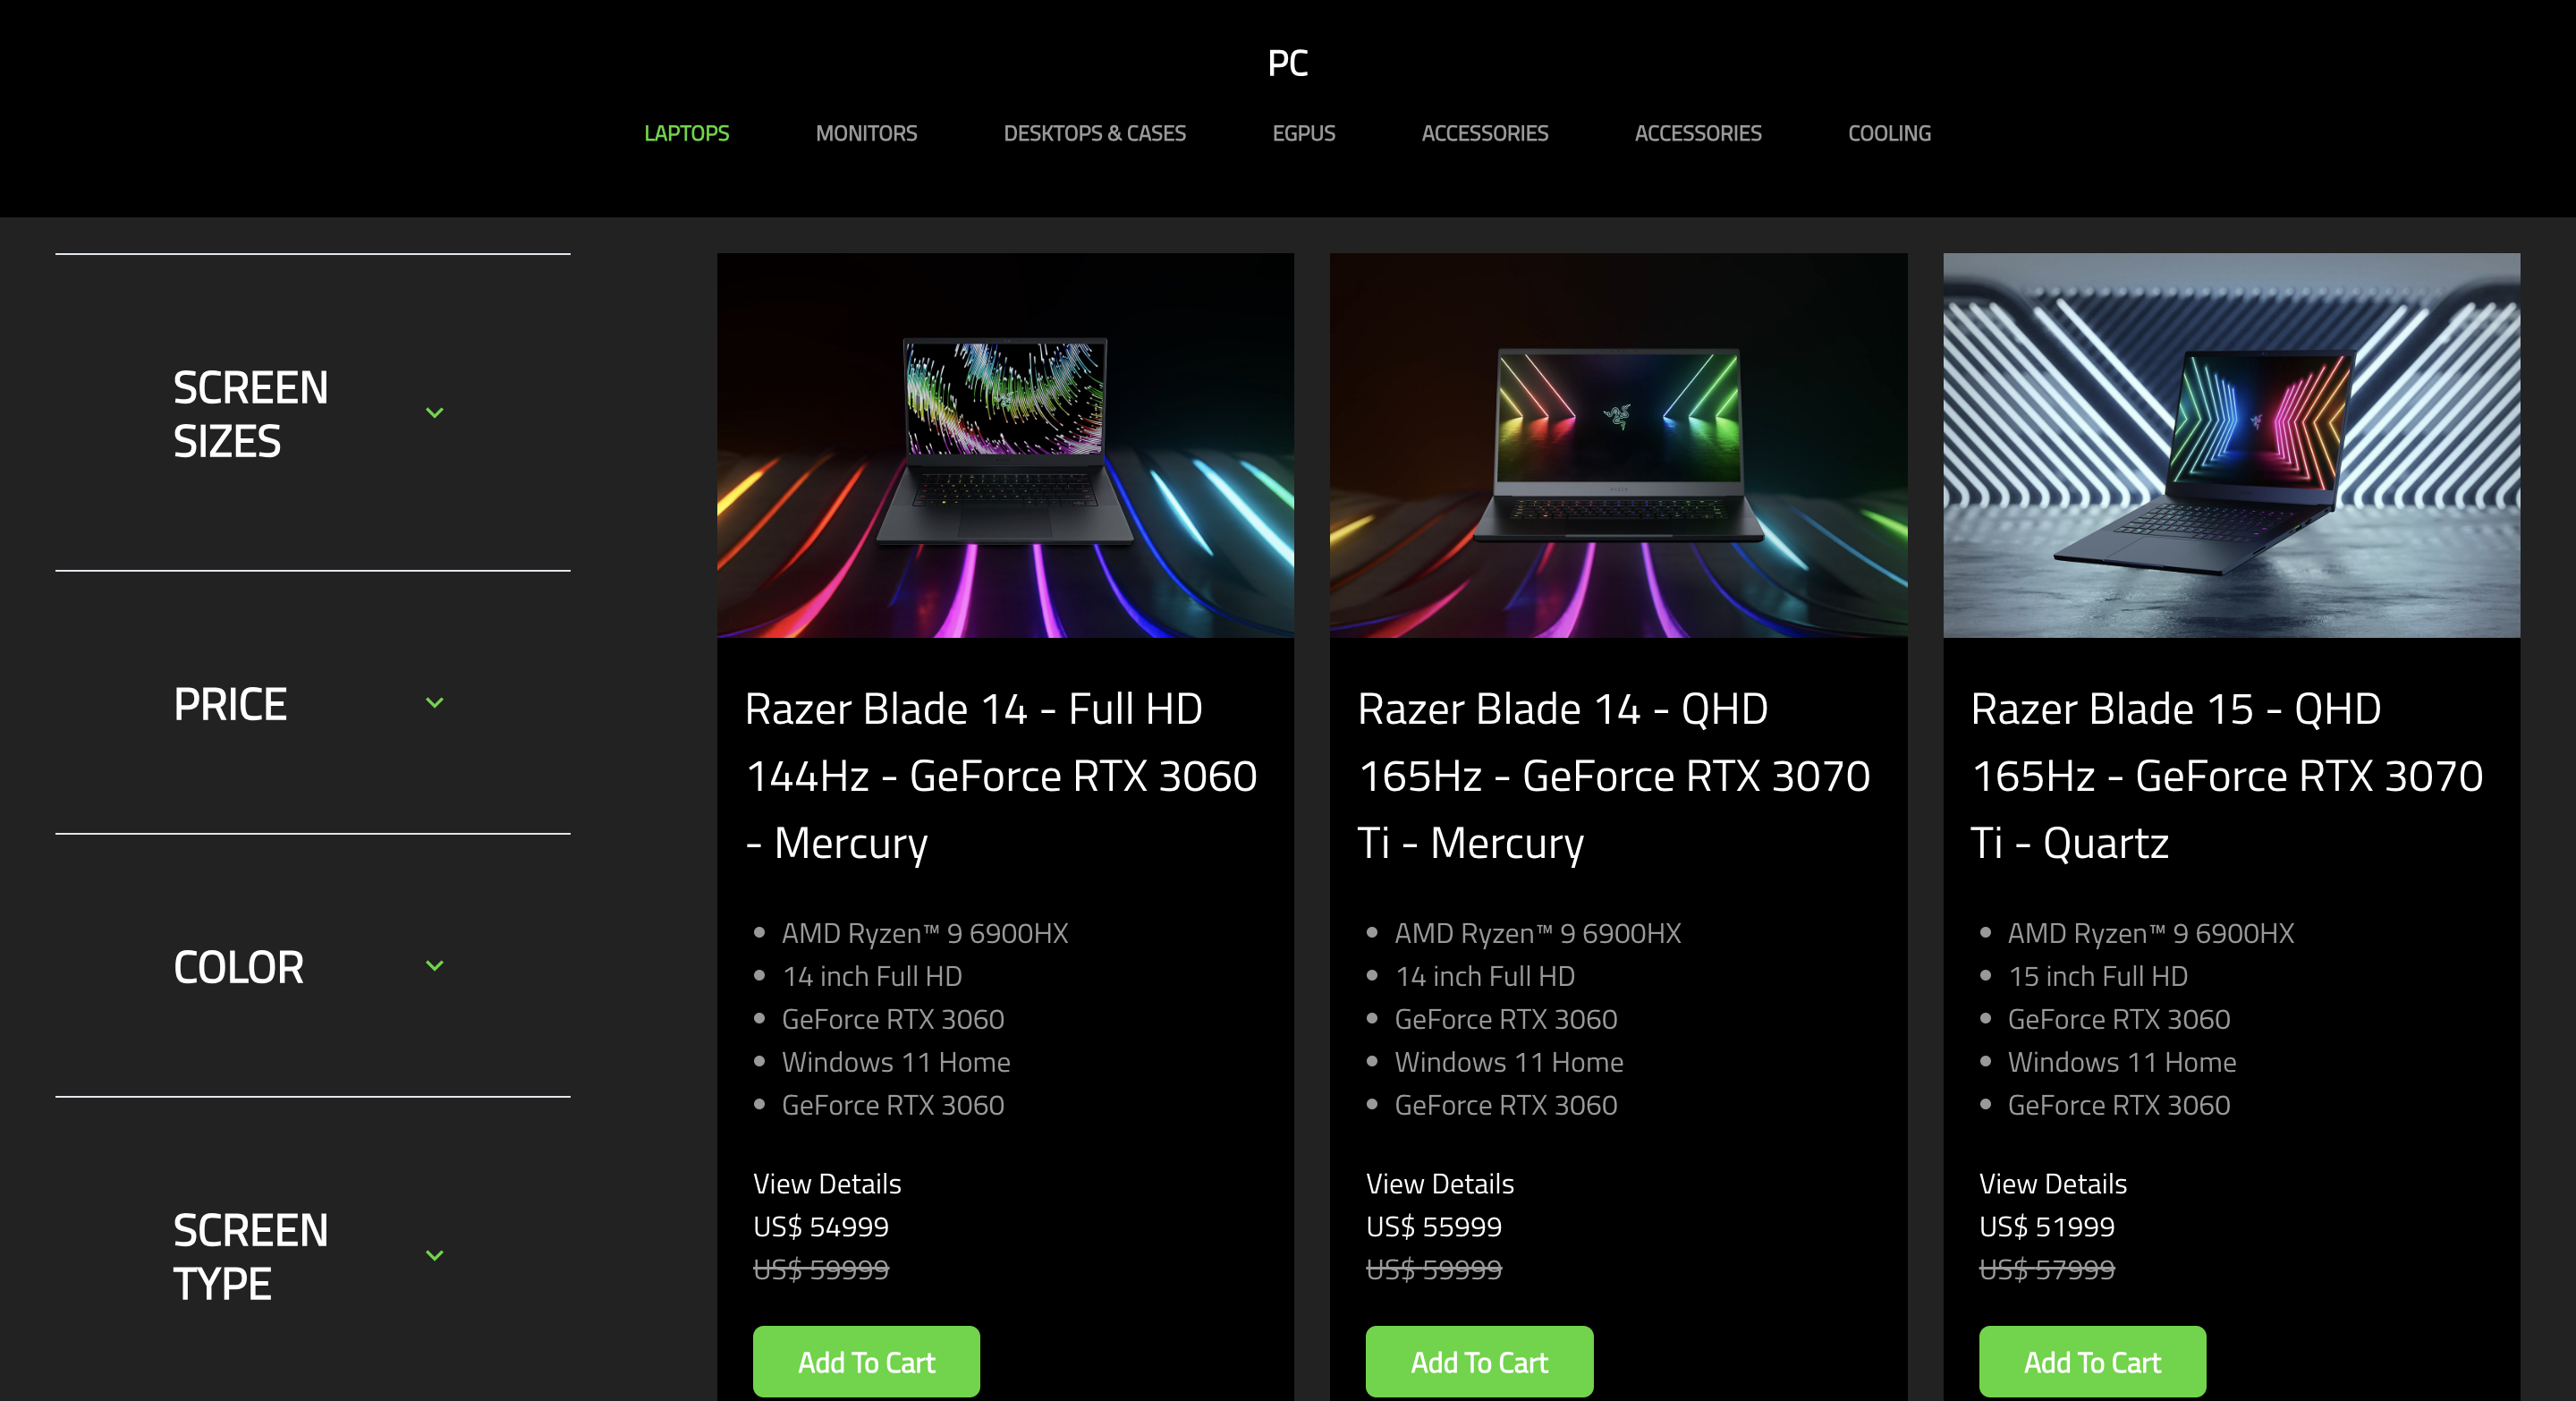 PC
LAPTOPS MONITORS DESKTOPS & CASES EGPUS ACCESSORIES ACCESSORIES COOLING
SCREEN
SIZES
PRICE
COLOR
SCREEN
TYPE
Razer Blade 14 - Full HD
144Hz - GeForce RTX 3060
- Mercury
AMD Ryzen™ 9 6900HX
14 inch Full HD
GeForce RTX 3060
Windows 11 Home
GeForce RTX 3060
View Details
US$ 54999
US$ 59999
Add To Cart
Razer Blade 14 - QHD
165Hz - GeForce RTX 3070
Ti - Mercury
AMD Ryzen™ 9 6900HX
14 inch Full HD
GeForce RTX 3060
Windows 11 Home
GeForce RTX 3060
View Details
US$ 55999
US$ 59999
Add To Cart
Razer Blade 15 - QHD
165Hz - GeForce RTX 3070
Ti - Quartz
AMD Ryzen™ 9 6900HX
15 inch Full HD
GeForce RTX 3060
Windows 11 Home
GeForce RTX 3060
View Details
US$ 51999
US$ 57999
Add To Cart